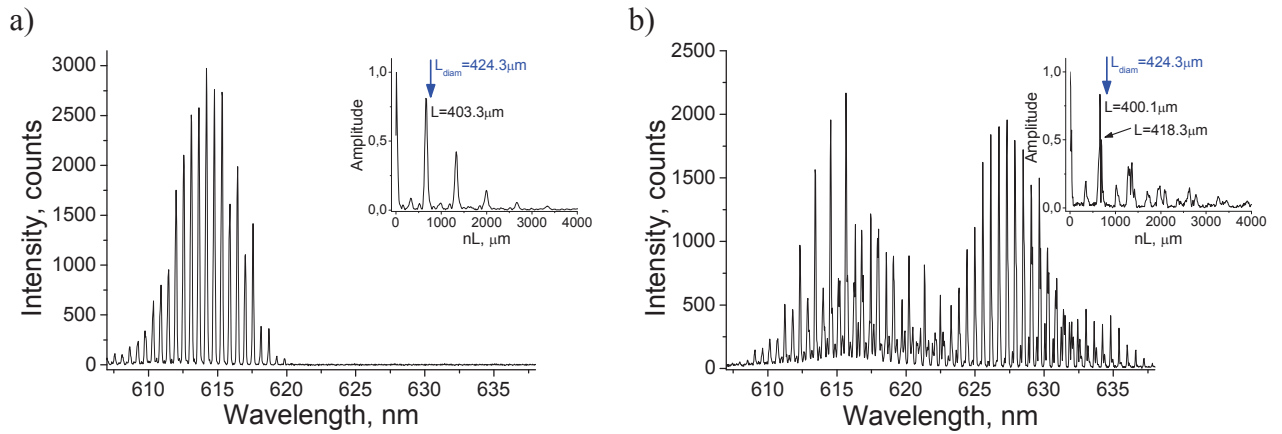 a)
Intensity, counts
3000
2500
2000
1500
1000
500
0
610 615 620 625 630 635
Wavelength, nm
Amplitude
1,0
0,5
0,0
0 1000 2000 3000 4000
nL, μm
Ldiam=424.3μm
L=403.3μm
b)
Intensity, counts
2500
2000
1500
1000
500
0
610 615 620 625 630 635
Wavelength, nm
Amplitude
1,0
0,5
0,0
0 1000 2000 3000 4000
nL, μm
Ldiam=424.3μm
L=400.1μm
L=418.3μm